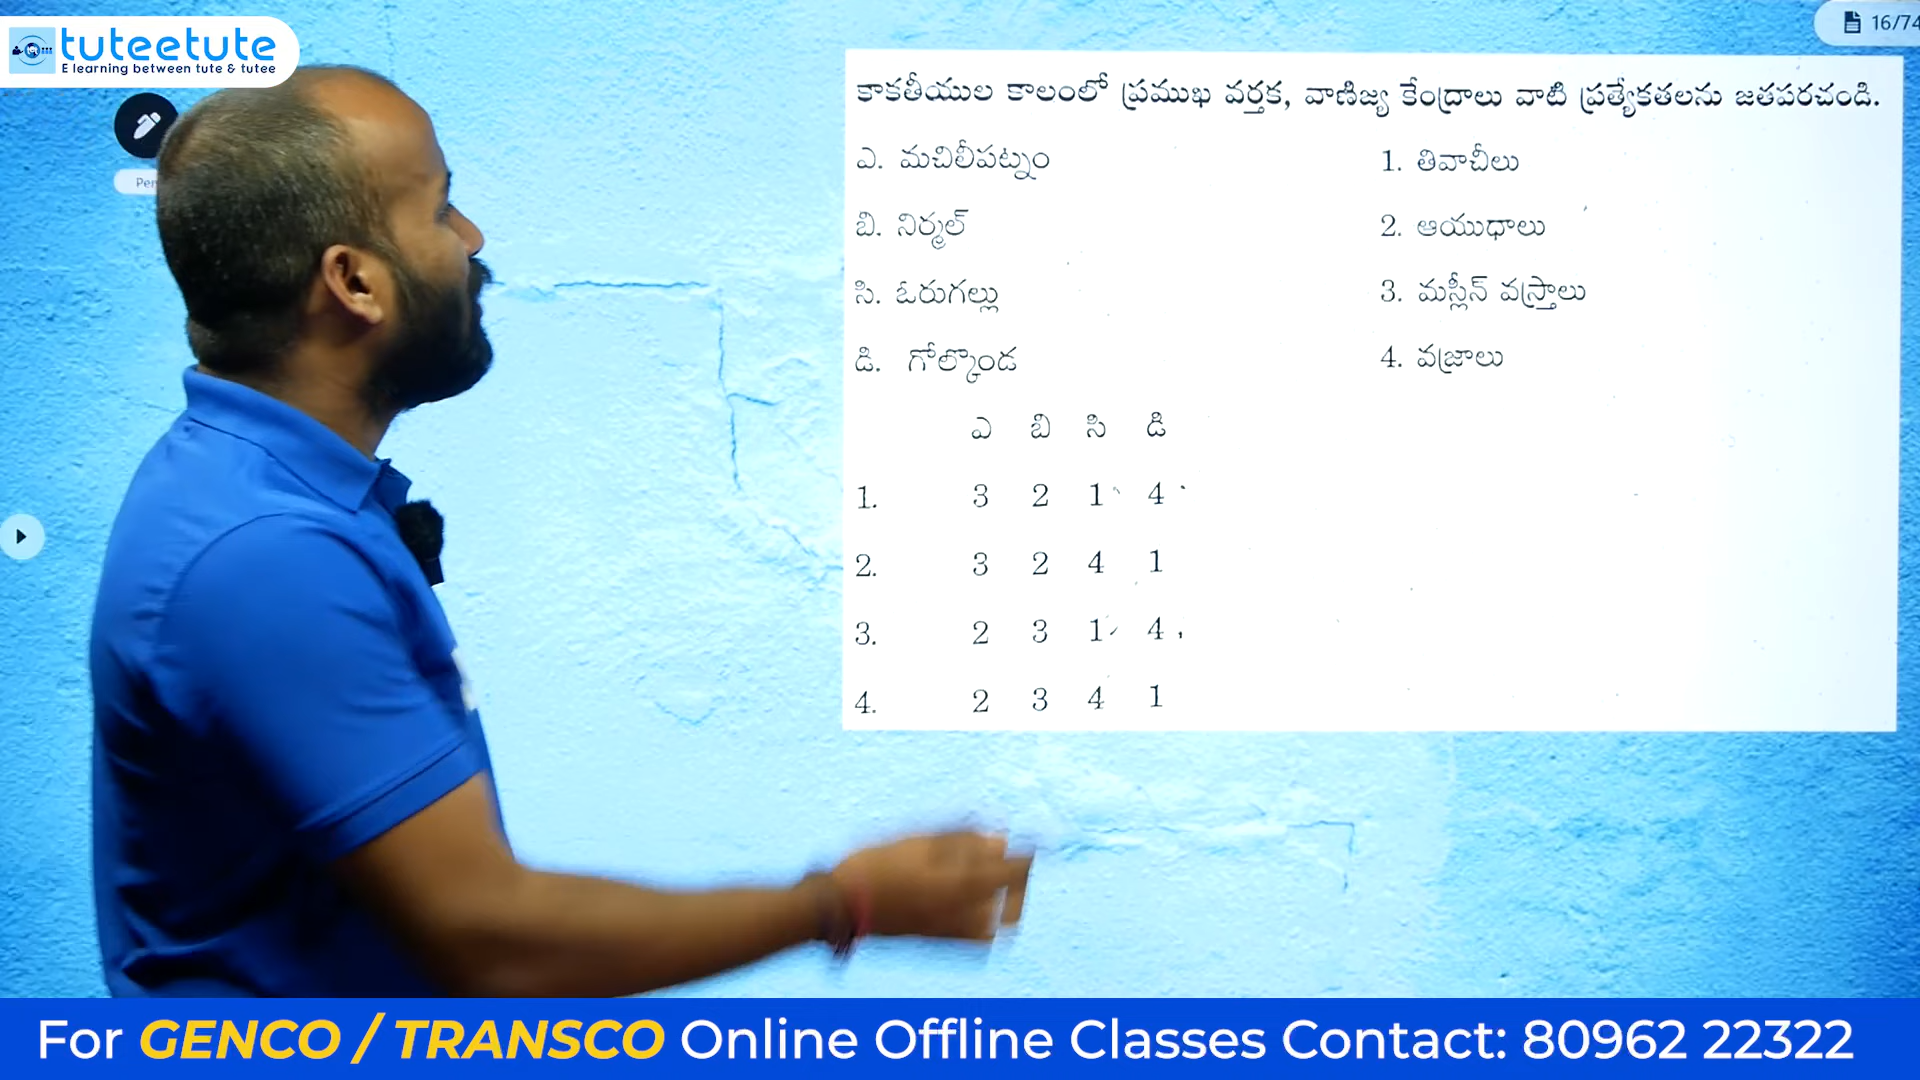 tuteetute
E learning between tute & tutee
16/74
Per
కాకతీయుల కాలంలో ప్రముఖ వర్తక, వాణిజ్య కేంద్రాలు వాటి ప్రత్యేకతలను జతపరచండి.
ఎ. మచిలీపట్నం 1. తివాచీలు
బి. నిర్మల్ 2. ఆయుధాలు
సి. ఓరుగల్లు 3. మస్లీన్ వస్త్రాలు
డి. గోల్కొండ 4. వజ్రాలు
ఎ బి సి డి
1. 3 2 1 4
2. 3 2 4 1
3. 2 3 1 4
4. 2 3 4 1
For GENCO / TRANSCO Online Offline Classes Contact: 80962 22322